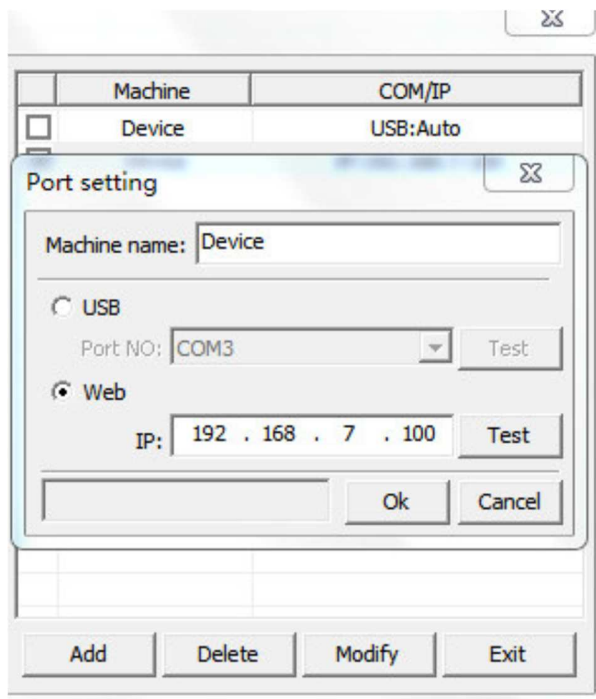 Machine COM/IP
Device USB:Auto
Port setting
Machine name: Device
USB
Port NO: COM3 Test
Web
IP: 192 . 168 . 7 . 100 Test
Ok Cancel
Add Delete Modify Exit